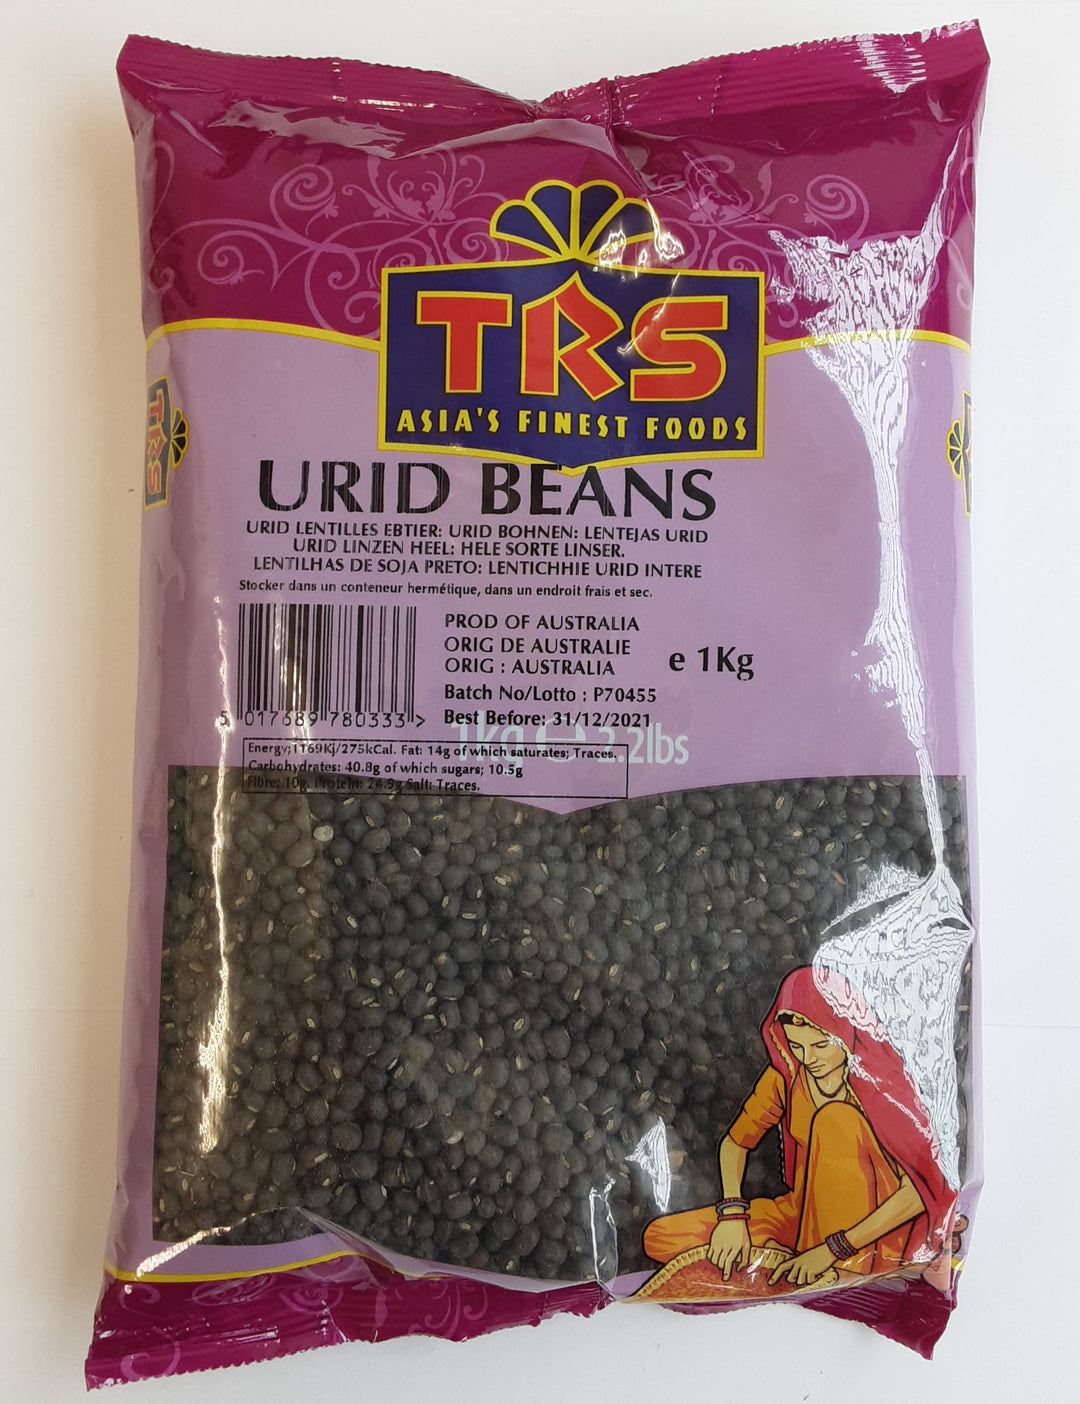 TRS
ASIA'S FINEST FOODS
TRS
URID BEANS
URID LENTILLES EBTIER: URID BOHNEN: LENTEJAS URID
URID LINZEN HEEL: HELE SORTE LINSER.
LENTILHAS DE SOJA PRETO: LENTICHHIE URID INTERE
Stocker dans un conteneur hermétique, dans un endroit frais et sec.
PROD OF AUSTRALIA
ORIG DE AUSTRALIE
ORIG : AUSTRALIA
e 1Kg
Batch No/Lotto : P70455
Best Before: 31/12/2021
5 017689 780333 >
1kg e 2.2lbs
Energy;1169Kj/275kCal. Fat: 14g of which saturates; Traces.
Carbohydrates: 40.8g of which sugars; 10.5g
Fibre: 10g. Protein: 24.9g Salt: Traces.